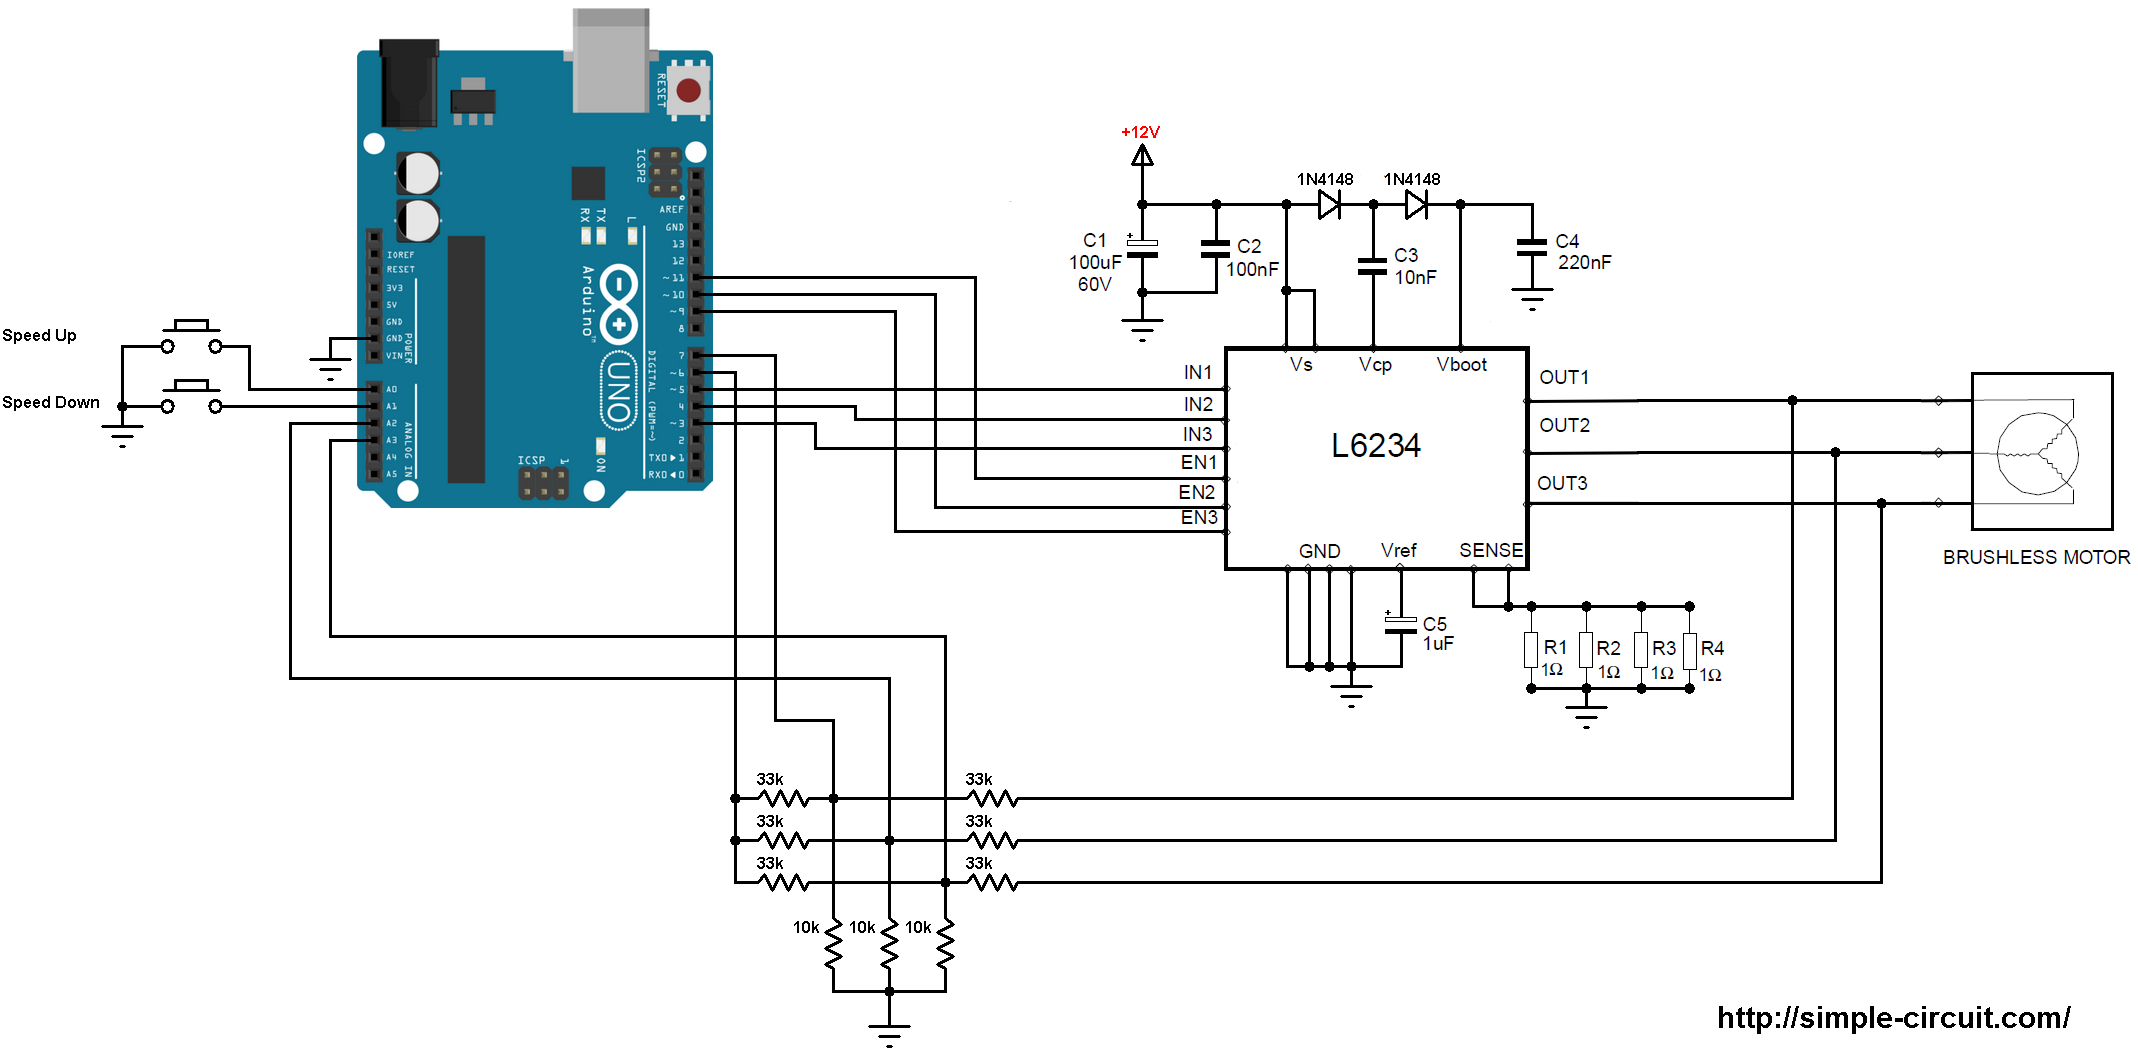 Speed Up
Speed Down
RESET
ICSP2
AREF
GND
13
12
~11
~10
~9
8
7
~6
~5
4
~3
2
TX0▶1
RX0◀0
DIGITAL (PWM=~)
RX
TX
L
Arduino™
UNO
ON
ICSP
1
IOREF
RESET
3V3
5V
GND
GND
VIN
POWER
A0
A1
A2
A3
A4
A5
ANALOG IN
+12V
1N4148
1N4148
C1
100uF
60V
C2
100nF
C3
10nF
C4
220nF
Vs
Vcp
Vboot
IN1
IN2
IN3
EN1
EN2
EN3
L6234
OUT1
OUT2
OUT3
GND
Vref
SENSE
BRUSHLESS MOTOR
C5
1uF
R1
1Ω
R2
1Ω
R3
1Ω
R4
1Ω
33k
33k
33k
33k
33k
33k
10k
10k
10k
http://simple-circuit.com/